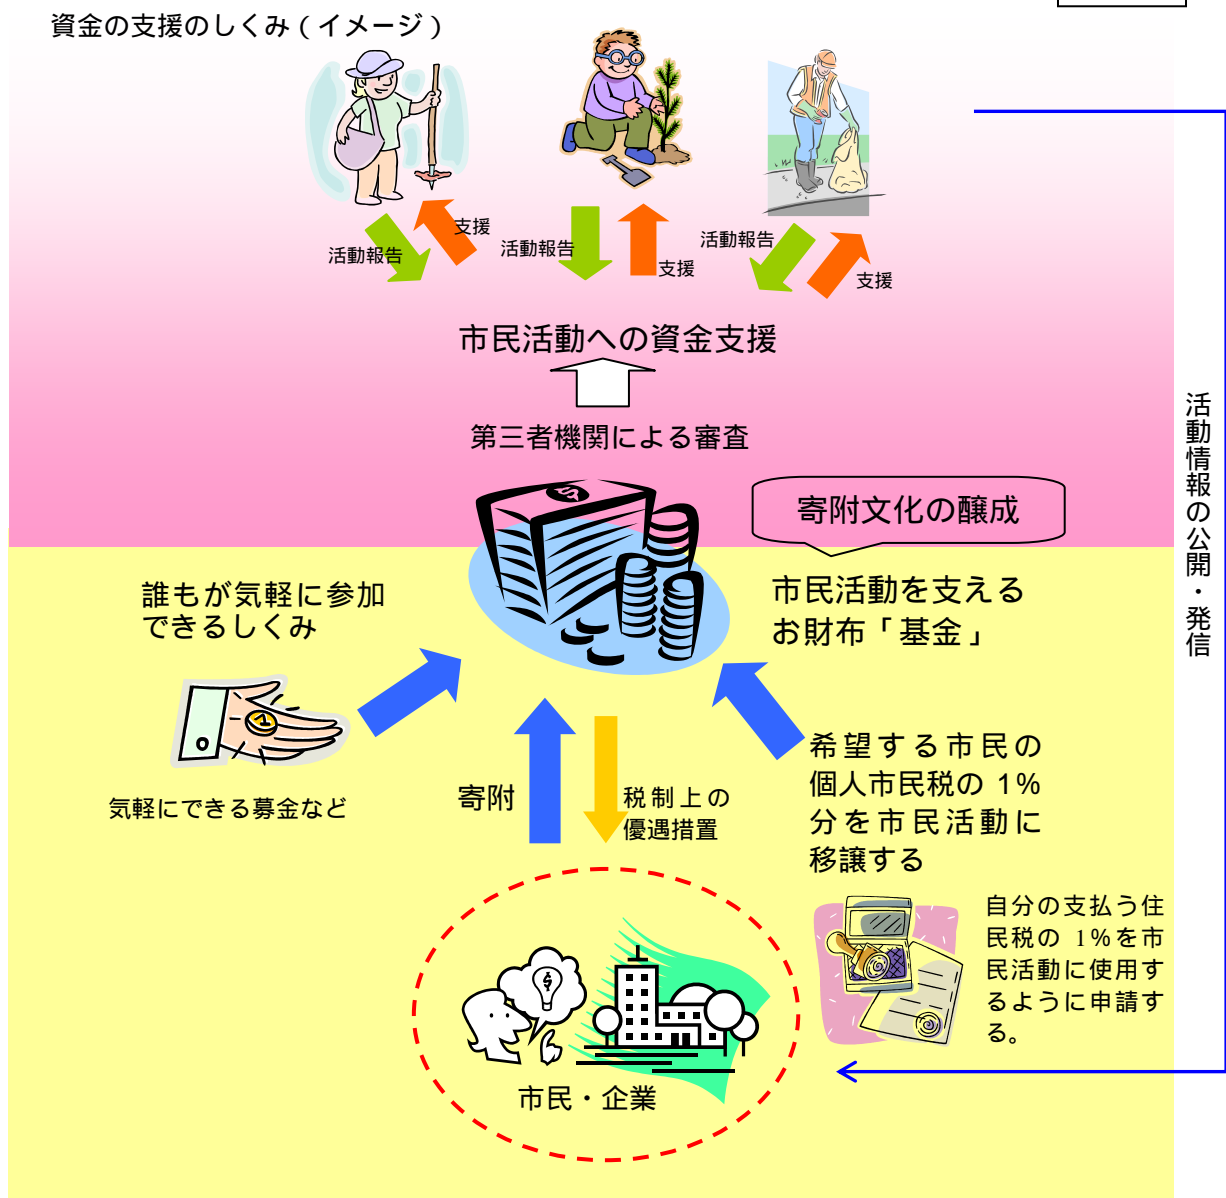 資金の支援のしくみ(イメージ)
活動報告
支援
活動報告
支援
活動報告
支援
市民活動への資金支援
第三者機関による審査
寄附文化の醸成
市民活動を支える
お財布「基金」
誰もが気軽に参加
できるしくみ
気軽にできる募金など
寄附
税制上の
優遇措置
希望する市民の
個人市民税の 1%
分を市民活動に
移譲する
自分の支払う住
民税の 1%を市
民活動に使用す
るように申請す
る。
市民・企業
活動情報の公開・発信